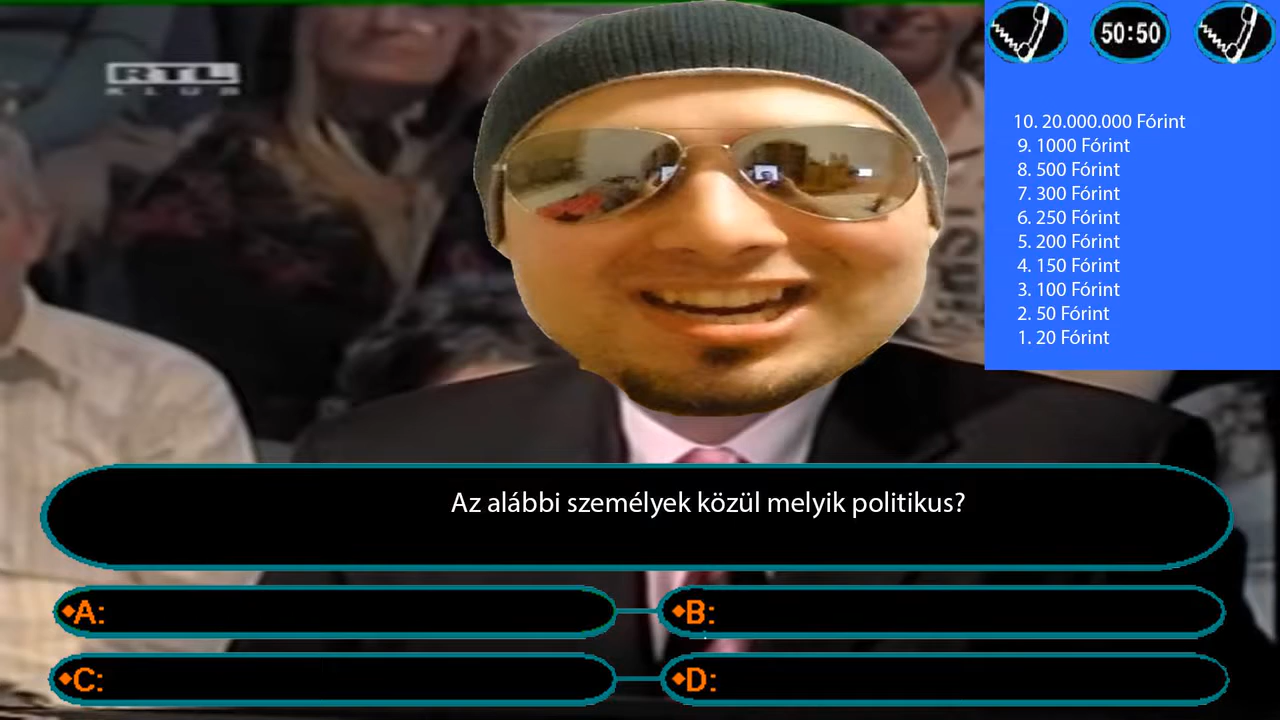 RTL
KLUB
50:50
10. 20.000.000 Fórint
9. 1000 Fórint
8. 500 Fórint
7. 300 Fórint
6. 250 Fórint
5. 200 Fórint
4. 150 Fórint
3. 100 Fórint
2. 50 Fórint
1. 20 Fórint
Az alábbi személyek közül melyik politikus?
A:
B:
C:
D: